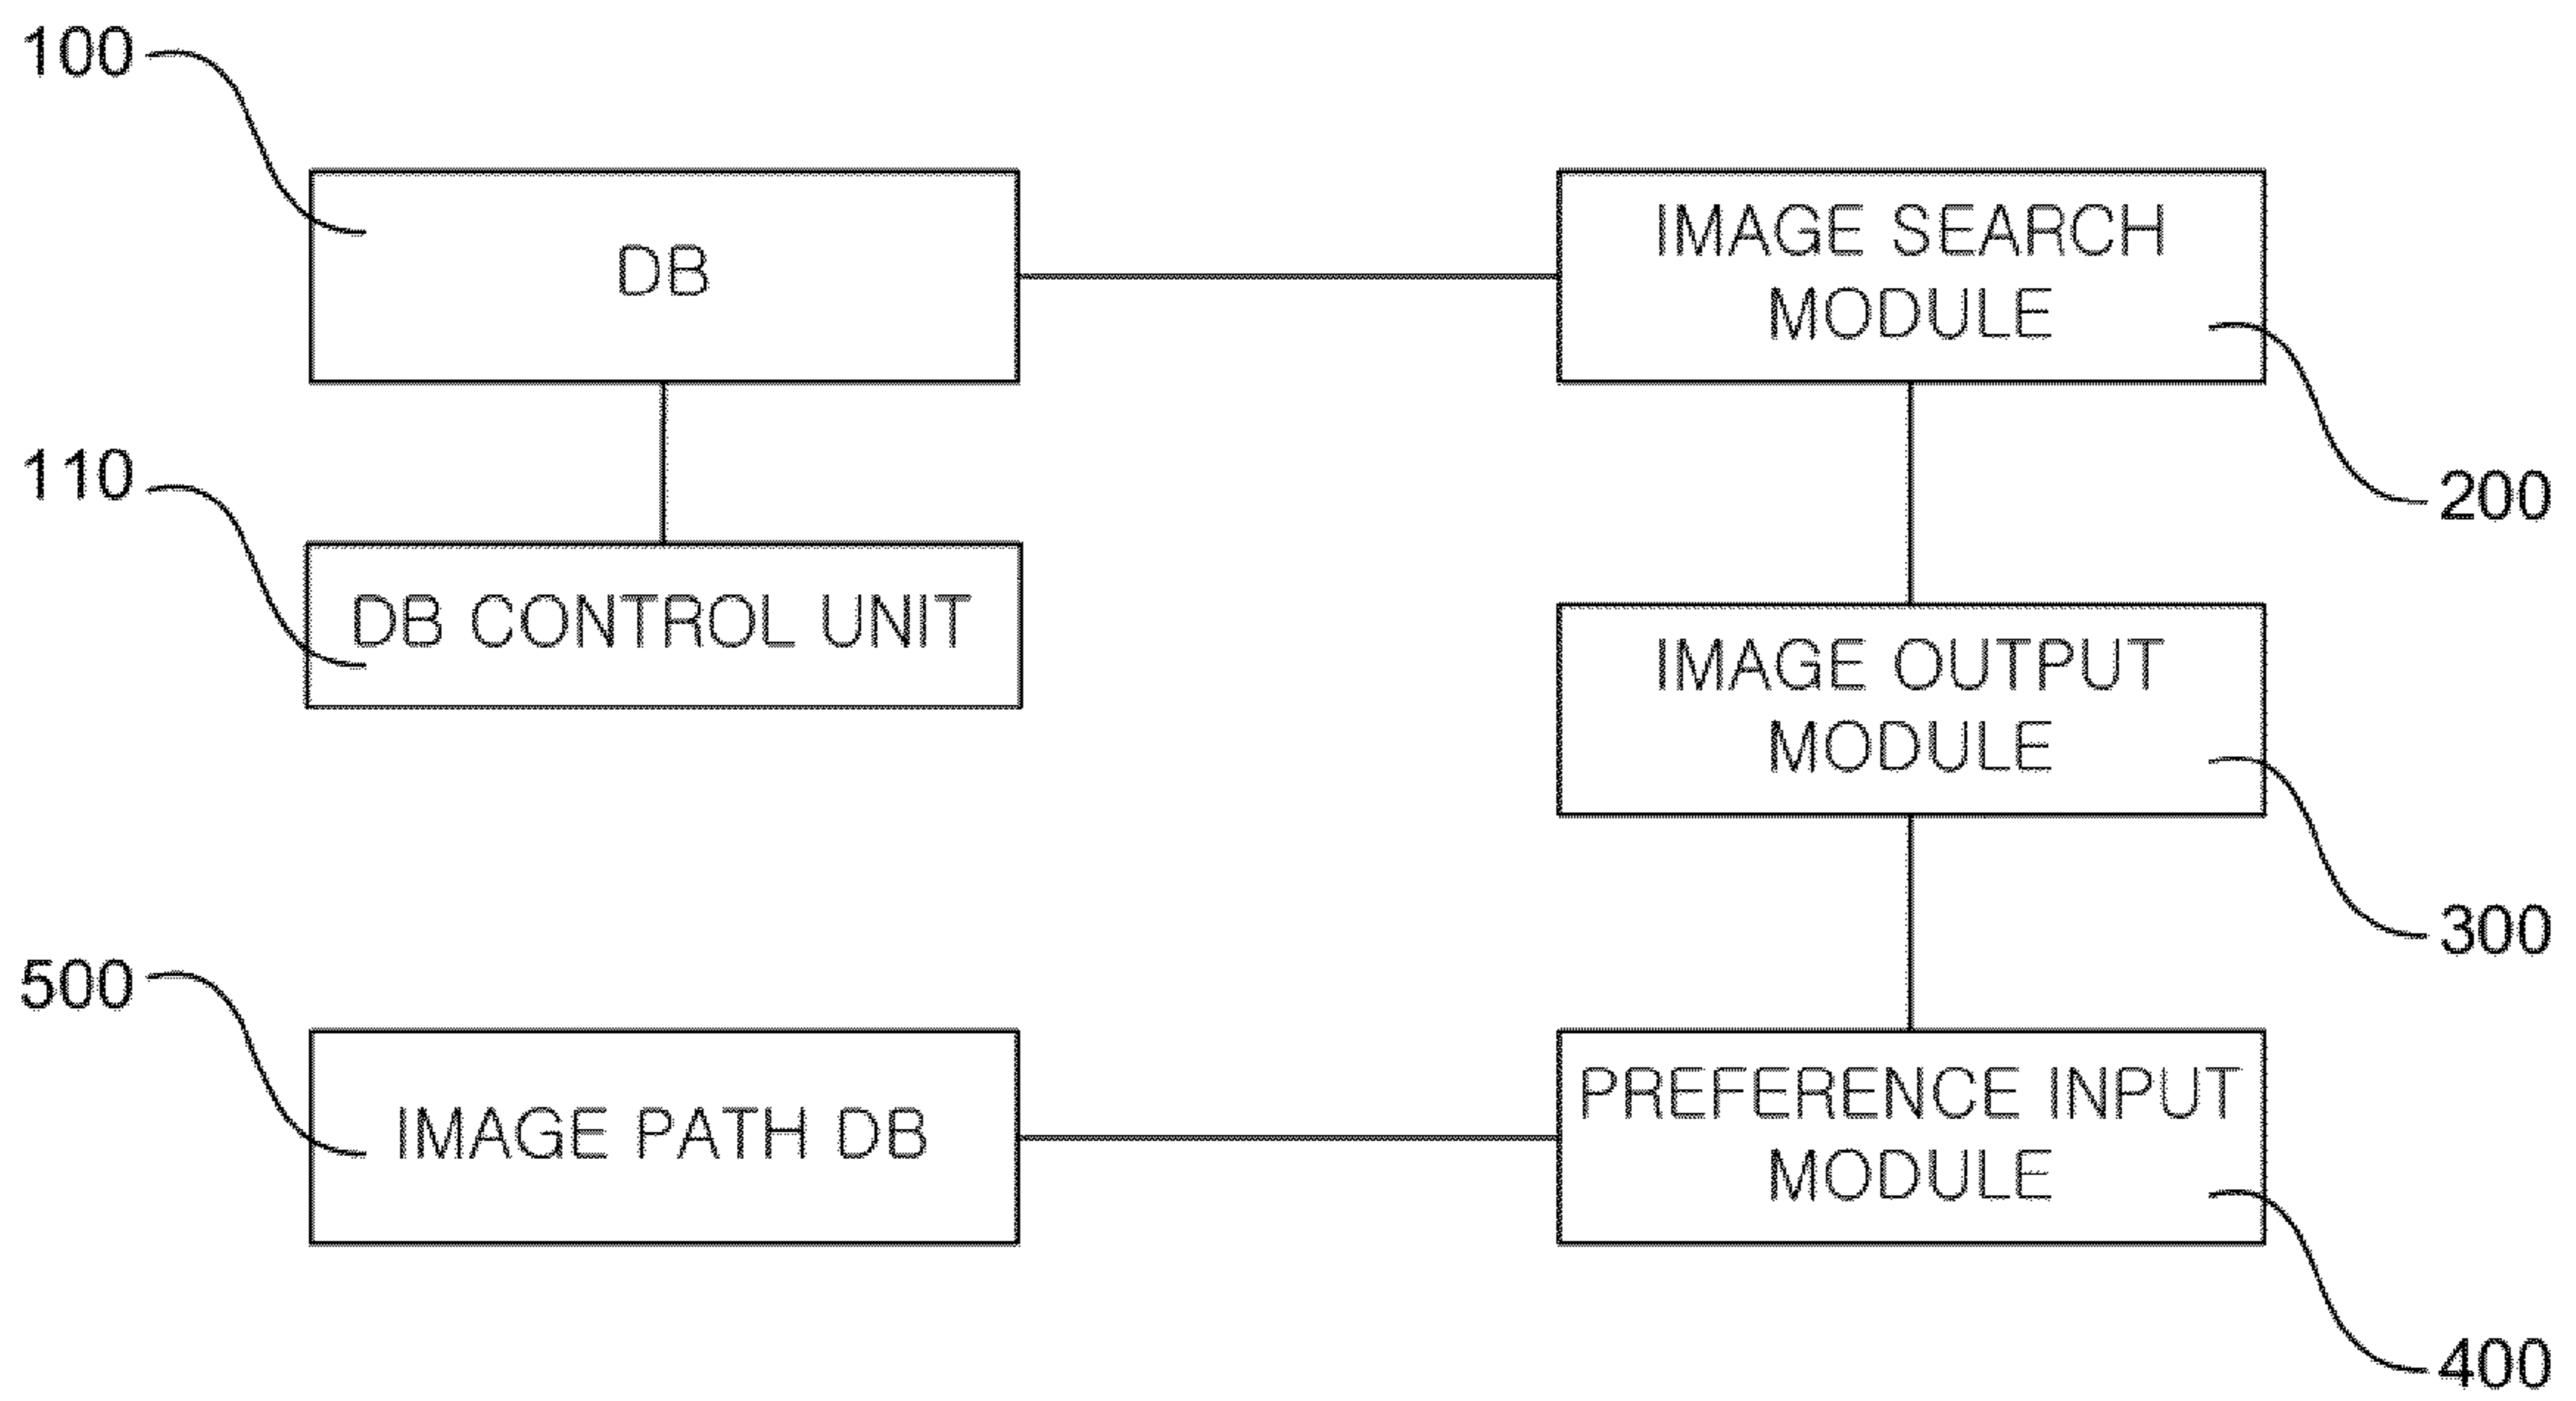 100
DB
IMAGE SEARCH
MODULE
110
200
DB CONTROL UNIT
IMAGE OUTPUT
MODULE
300
500
IMAGE PATH DB
PREFERENCE INPUT
MODULE
400